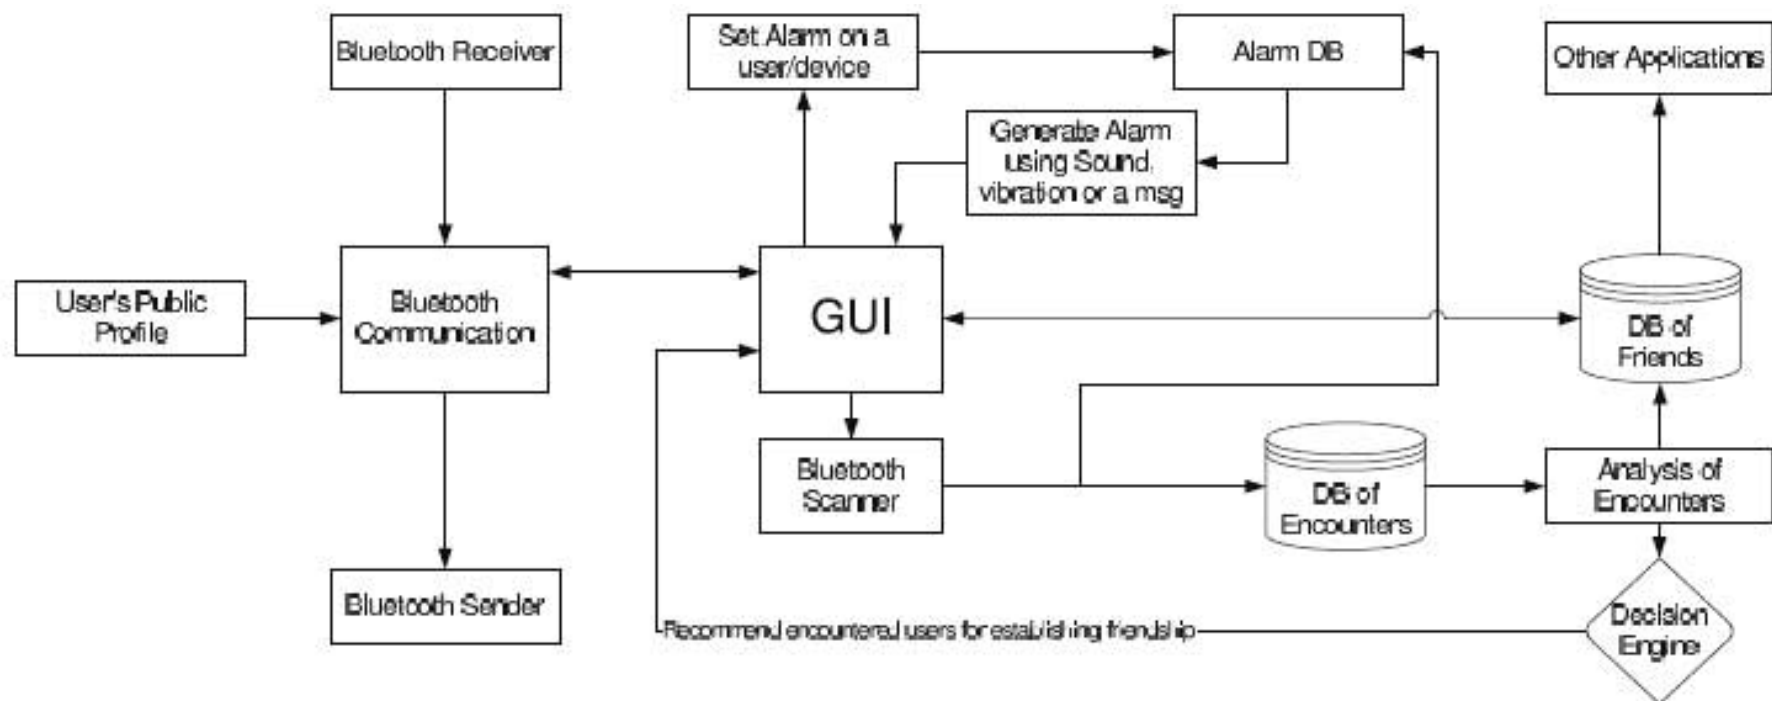 Bluetooth Receiver
Set Alarm on a
user/device
Alarm DB
Other Applications
Generate Alarm
using Sound,
vibration or a msg
User's Public
Profile
Bluetooth
Communication
GUI
DB of
Friends
Bluetooth
Scanner
DB of
Encounters
Analysis of
Encounters
Bluetooth Sender
Recommend encountered users for establishing friendship
Decision
Engine